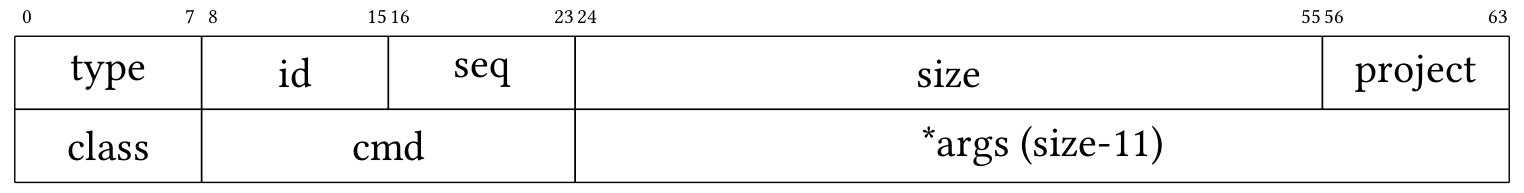 0 7 8 15 16 23 24 55 56 63
type id seq size project
class cmd *args (size-11)